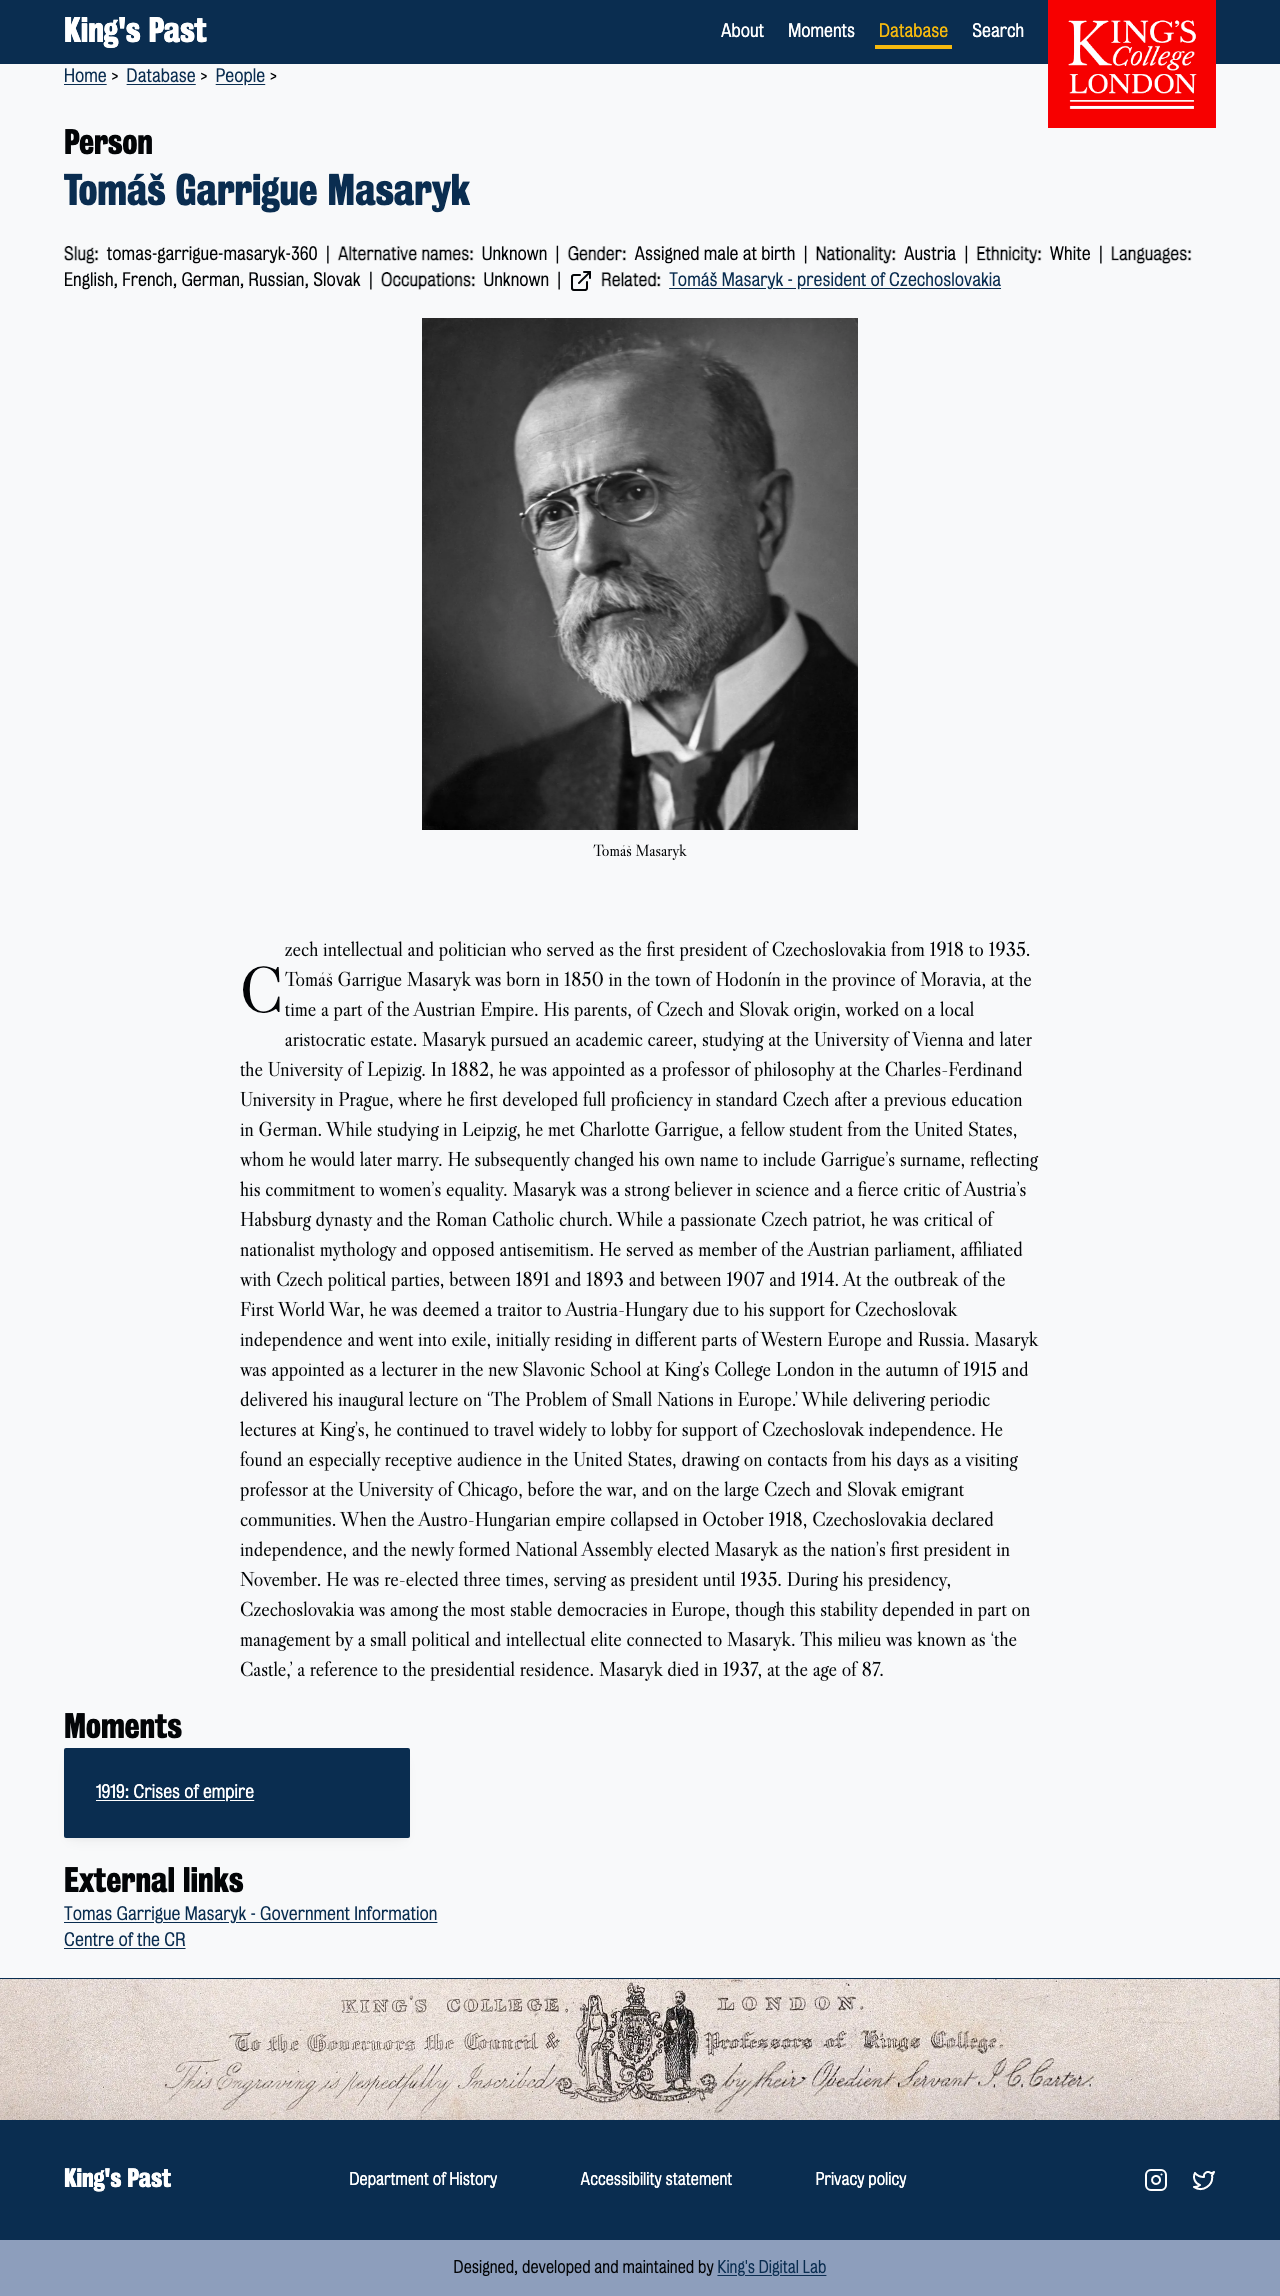 King's Past
About Moments Database Search
KING'S
College
LONDON
Home > Database > People >
Person
Tomáš Garrigue Masaryk
Slug: tomas-garrigue-masaryk-360 | Alternative names: Unknown | Gender: Assigned male at birth | Nationality: Austria | Ethnicity: White | Languages:
English, French, German, Russian, Slovak | Occupations: Unknown | Related: Tomáš Masaryk - president of Czechoslovakia
Tomáš Masaryk
Czech intellectual and politician who served as the first president of Czechoslovakia from 1918 to 1935.
Tomáš Garrigue Masaryk was born in 1850 in the town of Hodonín in the province of Moravia, at the
time a part of the Austrian Empire. His parents, of Czech and Slovak origin, worked on a local
aristocratic estate. Masaryk pursued an academic career, studying at the University of Vienna and later
the University of Lepizig. In 1882, he was appointed as a professor of philosophy at the Charles-Ferdinand
University in Prague, where he first developed full proficiency in standard Czech after a previous education
in German. While studying in Leipzig, he met Charlotte Garrigue, a fellow student from the United States,
whom he would later marry. He subsequently changed his own name to include Garrigue's surname, reflecting
his commitment to women's equality. Masaryk was a strong believer in science and a fierce critic of Austria's
Habsburg dynasty and the Roman Catholic church. While a passionate Czech patriot, he was critical of
nationalist mythology and opposed antisemitism. He served as member of the Austrian parliament, affiliated
with Czech political parties, between 1891 and 1893 and between 1907 and 1914. At the outbreak of the
First World War, he was deemed a traitor to Austria-Hungary due to his support for Czechoslovak
independence and went into exile, initially residing in different parts of Western Europe and Russia. Masaryk
was appointed as a lecturer in the new Slavonic School at King's College London in the autumn of 1915 and
delivered his inaugural lecture on 'The Problem of Small Nations in Europe.' While delivering periodic
lectures at King's, he continued to travel widely to lobby for support of Czechoslovak independence. He
found an especially receptive audience in the United States, drawing on contacts from his days as a visiting
professor at the University of Chicago, before the war, and on the large Czech and Slovak emigrant
communities. When the Austro-Hungarian empire collapsed in October 1918, Czechoslovakia declared
independence, and the newly formed National Assembly elected Masaryk as the nation's first president in
November. He was re-elected three times, serving as president until 1935. During his presidency,
Czechoslovakia was among the most stable democracies in Europe, though this stability depended in part on
management by a small political and intellectual elite connected to Masaryk. This milieu was known as 'the
Castle,' a reference to the presidential residence. Masaryk died in 1937, at the age of 87.
Moments
1919: Crises of empire
External links
Tomas Garrigue Masaryk - Government Information
Centre of the CR
KING'S COLLEGE, LONDON.
To the Governors the Council & Professors of Kings College.
This Engraving is respectfully Inscribed by their Obedient Servant J. C. Carter.
King's Past
Department of History Accessibility statement Privacy policy
Designed, developed and maintained by King's Digital Lab